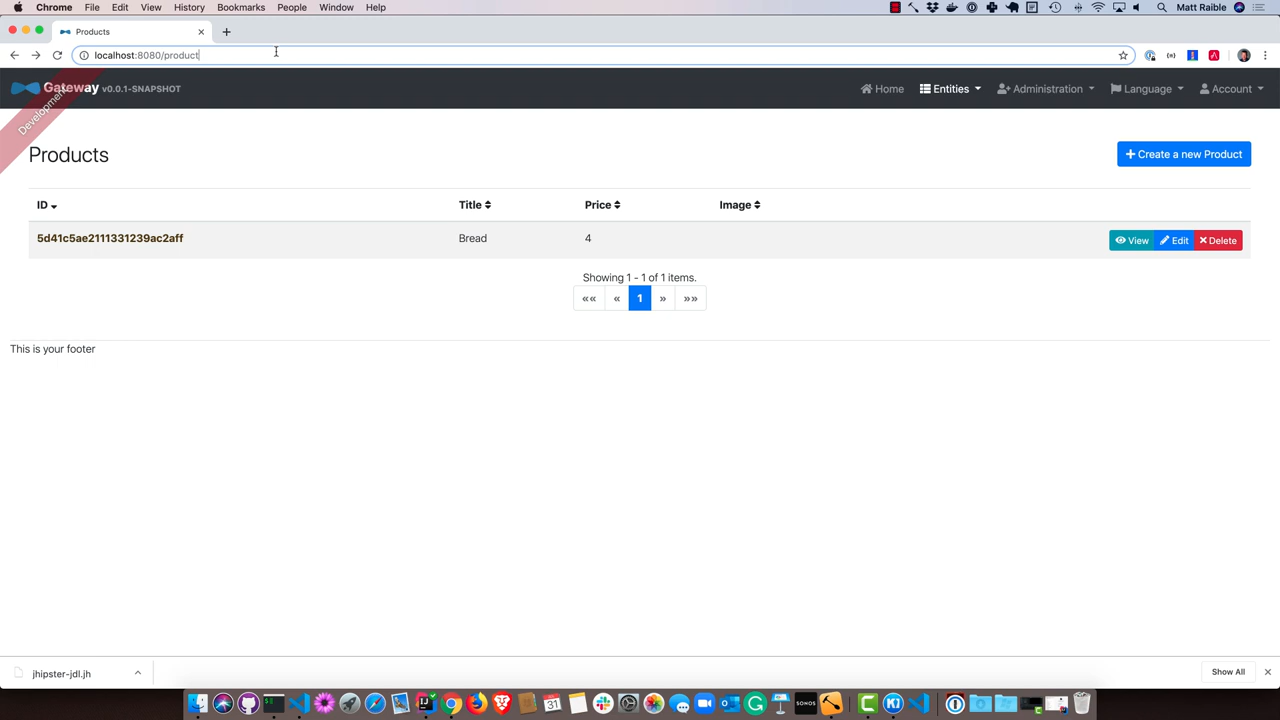 Chrome File Edit View History Bookmarks People Window Help Matt Raible
Products
localhost:8080/product
Gateway v0.0.1-SNAPSHOT Home Entities Administration Language Account
Development
Products
Create a new Product
ID Title Price Image
5d41c5ae2111331239ac2aff Bread 4 View Edit Delete
Showing 1 - 1 of 1 items.
«« « 1 » »»
This is your footer
jhipster-jdl.jh Show All
31 SONOS